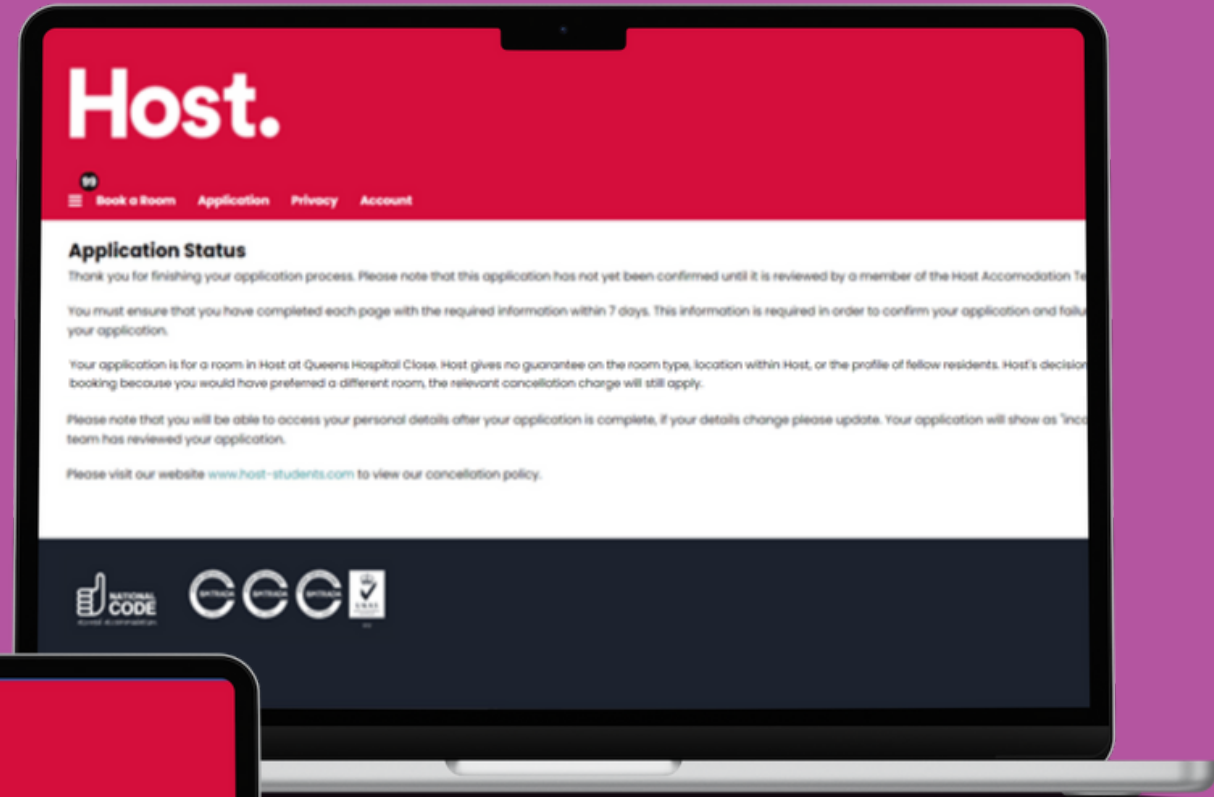 Host.
99
Book a Room Application Privacy Account
Application Status
Thank you for finishing your application process. Please note that this application has not yet been confirmed until it is reviewed by a member of the Host Accomodation Te
You must ensure that you have completed each page with the required information within 7 days. This information is required in order to confirm your application and failu
your application.
Your application is for a room in Host at Queens Hospital Close. Host gives no guarantee on the room type, location within Host, or the profile of fellow residents. Host's decision
booking because you would have preferred a different room, the relevant cancellation charge will still apply.
Please note that you will be able to access your personal details after your application is complete, if your details change please update. Your application will show as "inco
team has reviewed your application.
Please visit our website www.host-students.com to view our cancellation policy.
NATIONAL
CODE
BMTRADA BMTRADA BMTRADA
UKAS